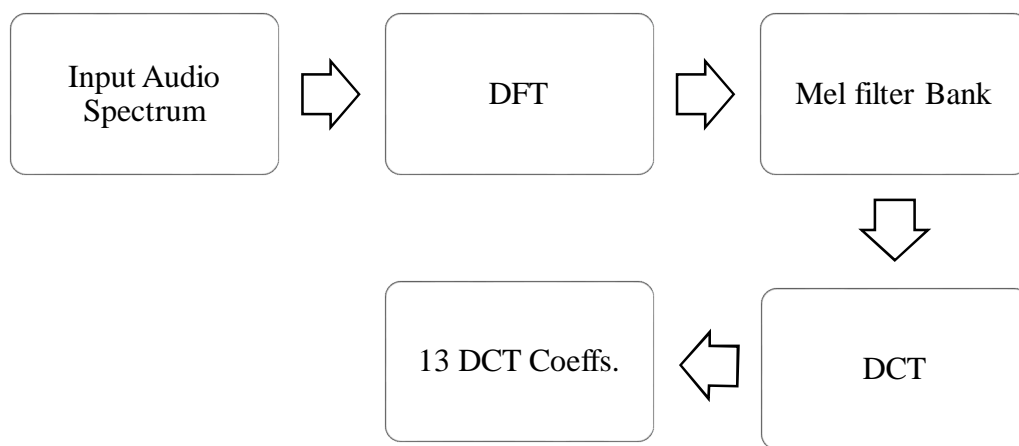 Input Audio
Spectrum
DFT
Mel filter Bank
DCT
13 DCT Coeffs.